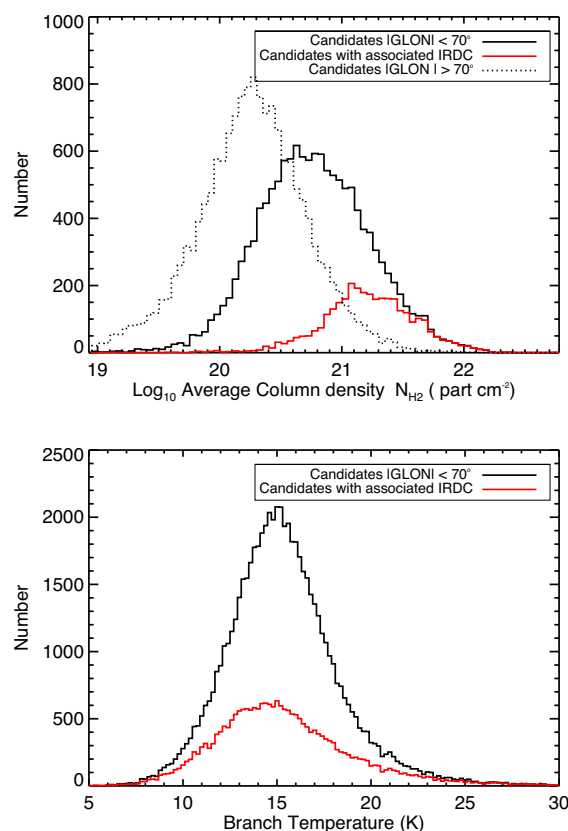 1000
800
600
400
200
0
Number
Candidates |GLON| < 70°
Candidates with associated IRDC
Candidates |GLON | > 70°
19 20 21 22
Log10 Average Column density NH2 ( part cm-2)
2500
2000
1500
1000
500
0
Number
Candidates |GLON| < 70°
Candidates with associated IRDC
5 10 15 20 25 30
Branch Temperature (K)